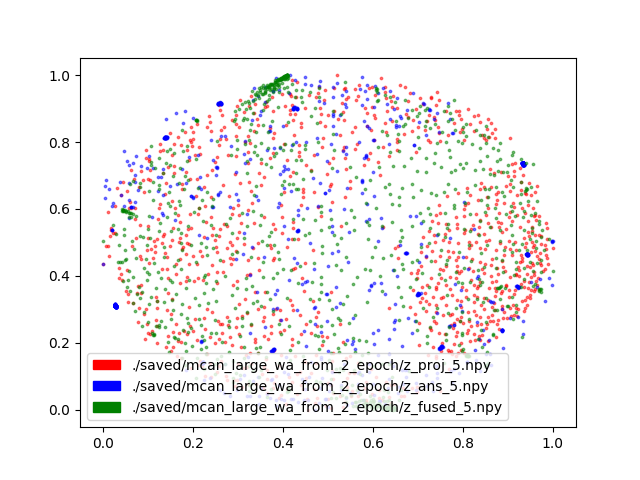 1.0
0.8
0.6
0.4
0.2
0.0
./saved/mcan_large_wa_from_2_epoch/z_proj_5.npy
./saved/mcan_large_wa_from_2_epoch/z_ans_5.npy
./saved/mcan_large_wa_from_2_epoch/z_fused_5.npy
0.0 0.2 0.4 0.6 0.8 1.0